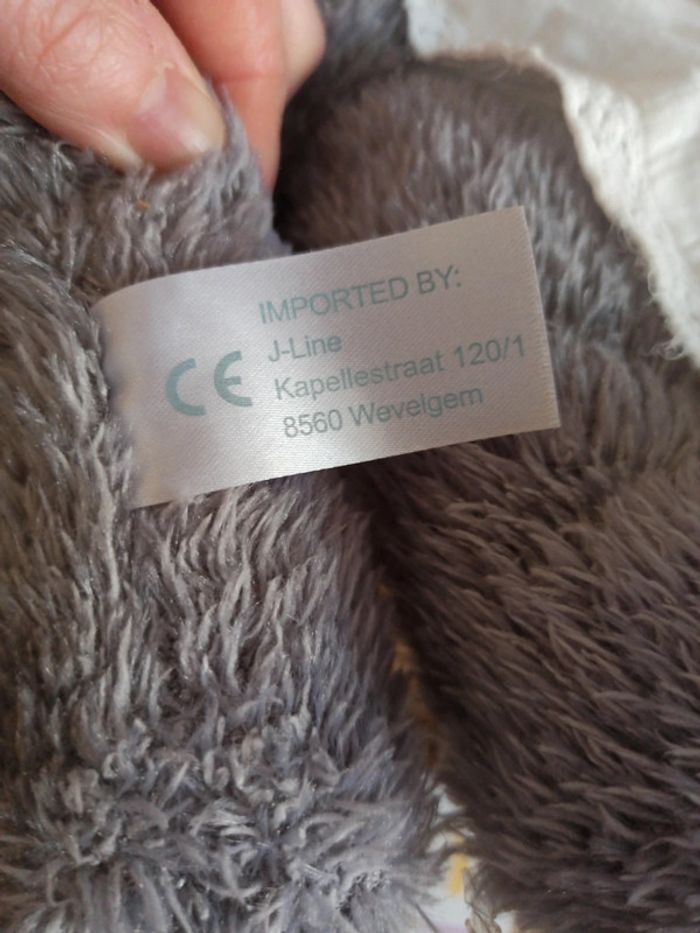 IMPORTED BY:
J-Line
CE Kapellestraat 120/1
8560 Wevelgem